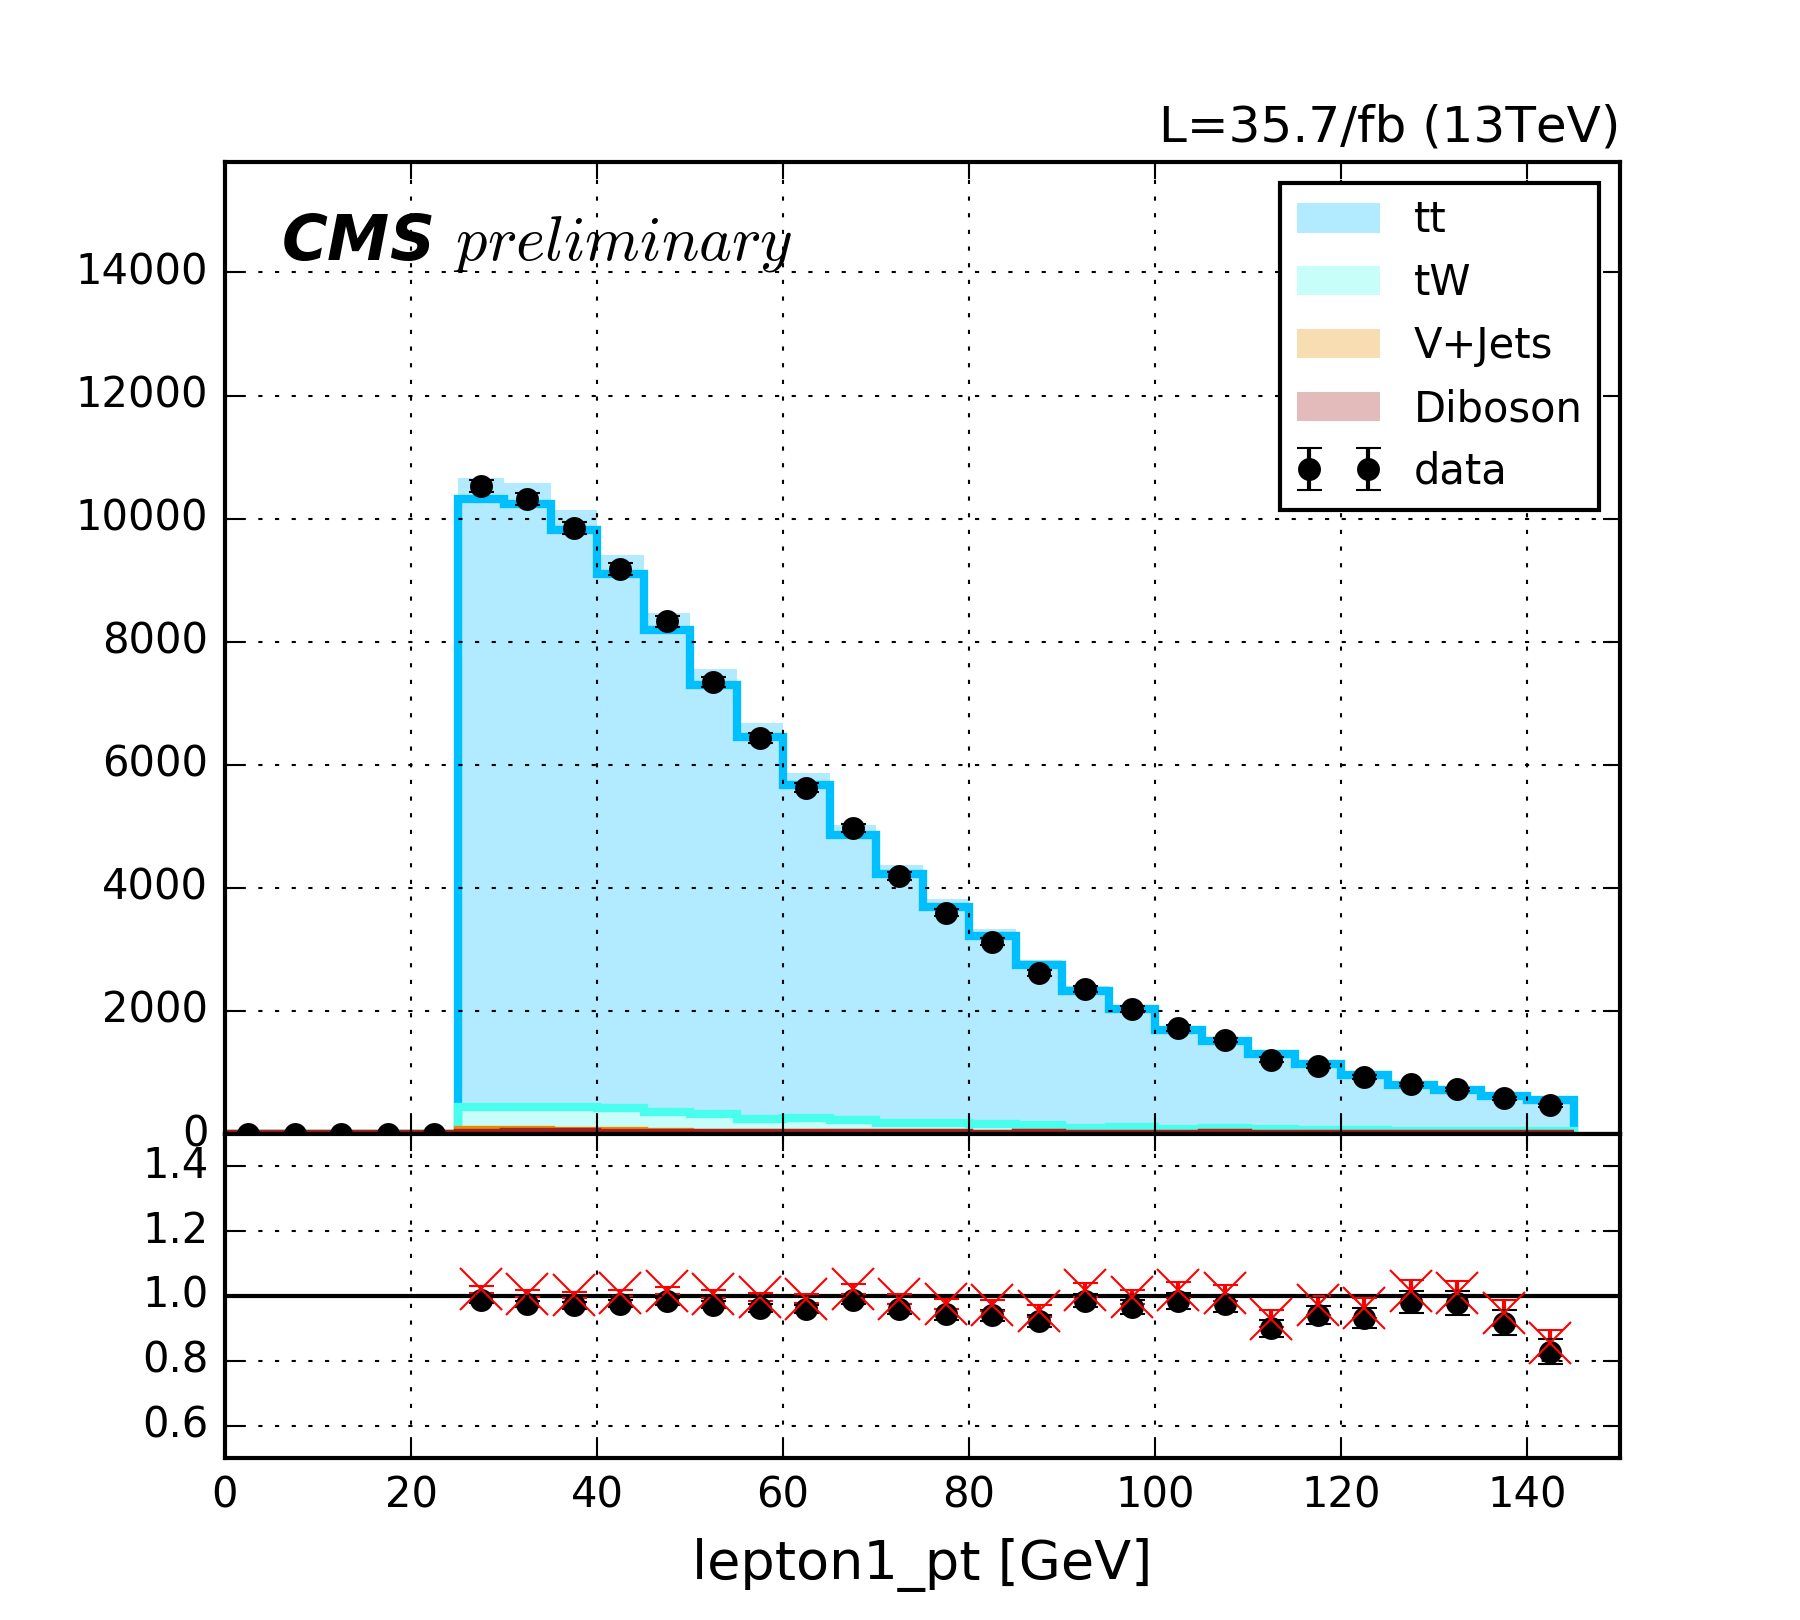 L=35.7/fb (13TeV)
CMS preliminary
tt
tW
V+Jets
Diboson
data
14000
12000
10000
8000
6000
4000
2000
0
1.4
1.2
1.0
0.8
0.6
0 20 40 60 80 100 120 140
lepton1_pt [GeV]